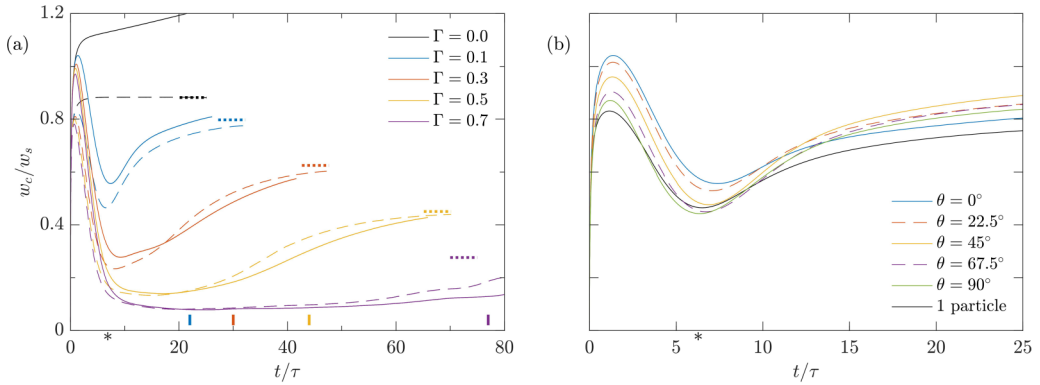 (a)
1.2
0.8
0.4
0
w_c/w_s
Γ = 0.0
Γ = 0.1
Γ = 0.3
Γ = 0.5
Γ = 0.7
0 * 20 40 60 80
t/τ
(b)
θ = 0°
θ = 22.5°
θ = 45°
θ = 67.5°
θ = 90°
1 particle
0 5 * 10 15 20 25
t/τ